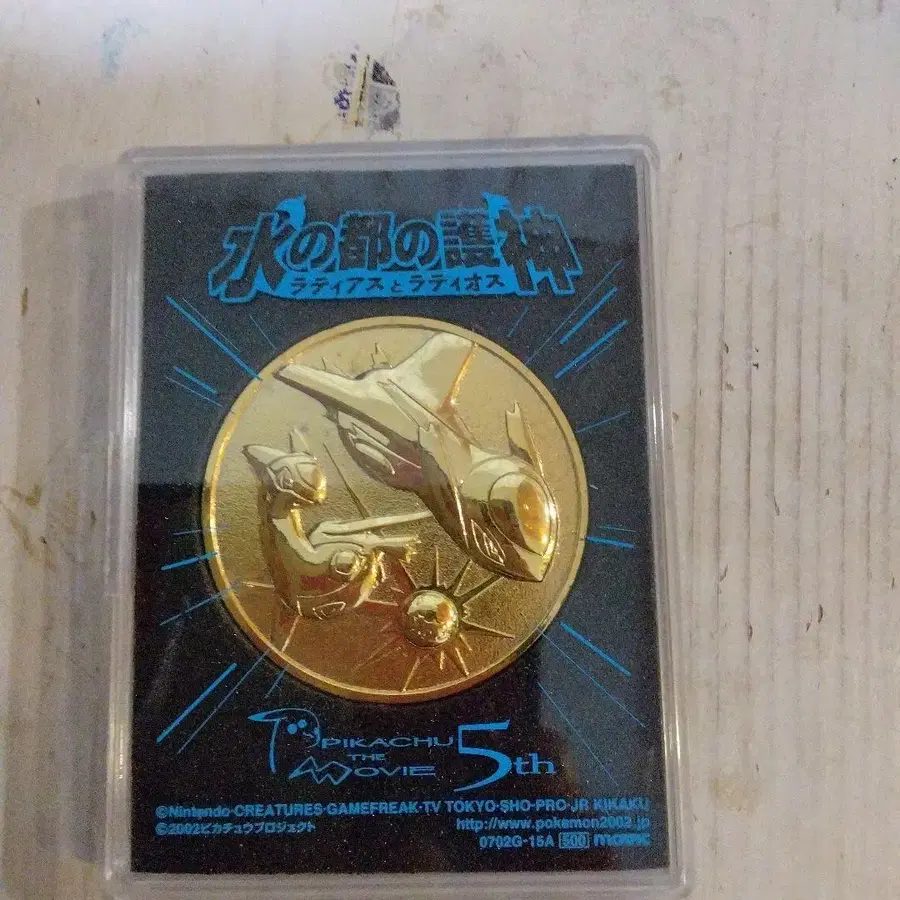 水の都の護神
ラティアスとラティオス
PIKACHU
THE
MOVIE
5th
©Nintendo·CREATURES·GAMEFREAK·TV TOKYO·SHO-PRO·JR KIKAKU
©2002ピカチュウプロジェクト
http://www.pokemon2002.jp
0702G-15A 500 movic